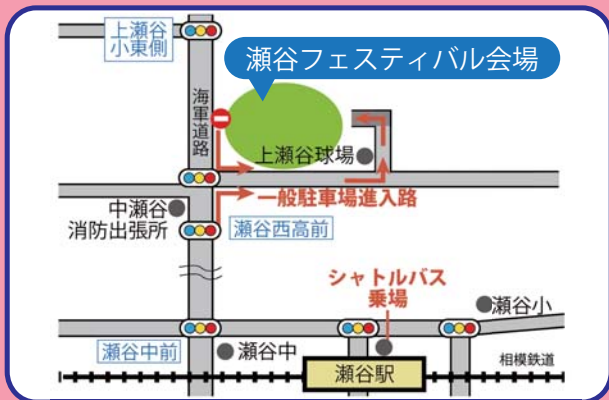 上瀬谷
小東側
瀬谷フェスティバル会場
海軍道路
上瀬谷球場
一般駐車場進入路
中瀬谷
消防出張所
瀬谷西高前
シャトルバス
乗場
瀬谷小
瀬谷中前
瀬谷中
相模鉄道
瀬谷駅